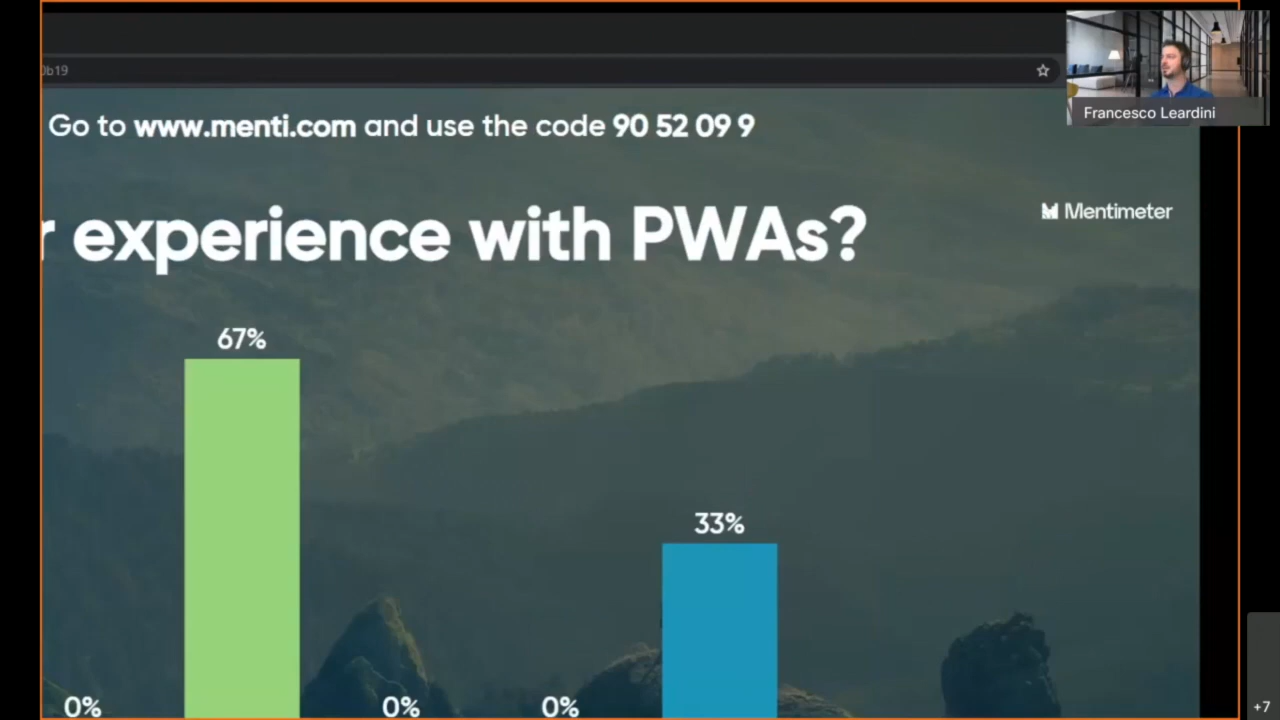 0b19
Francesco Leardini
Go to www.menti.com and use the code 90 52 09 9
Mentimeter
r experience with PWAs?
67%
33%
0%
0%
0%
+7